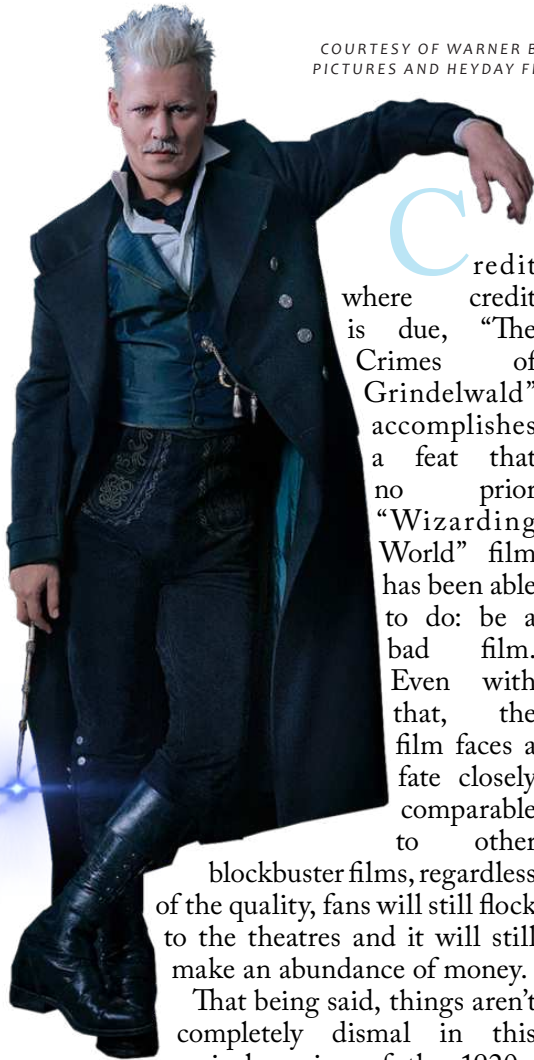 COURTESY OF WARNER B
PICTURES AND HEYDAY FI
Credit
where credit
is due, “The
Crimes of
Grindelwald”
accomplishes
a feat that
no prior
“Wizarding
World” film
has been able
to do: be a
bad film.
Even with
that, the
film faces a
fate closely
comparable
to other
blockbuster films, regardless
of the quality, fans will still flock
to the theatres and it will still
make an abundance of money.
That being said, things aren’t
completely dismal in this